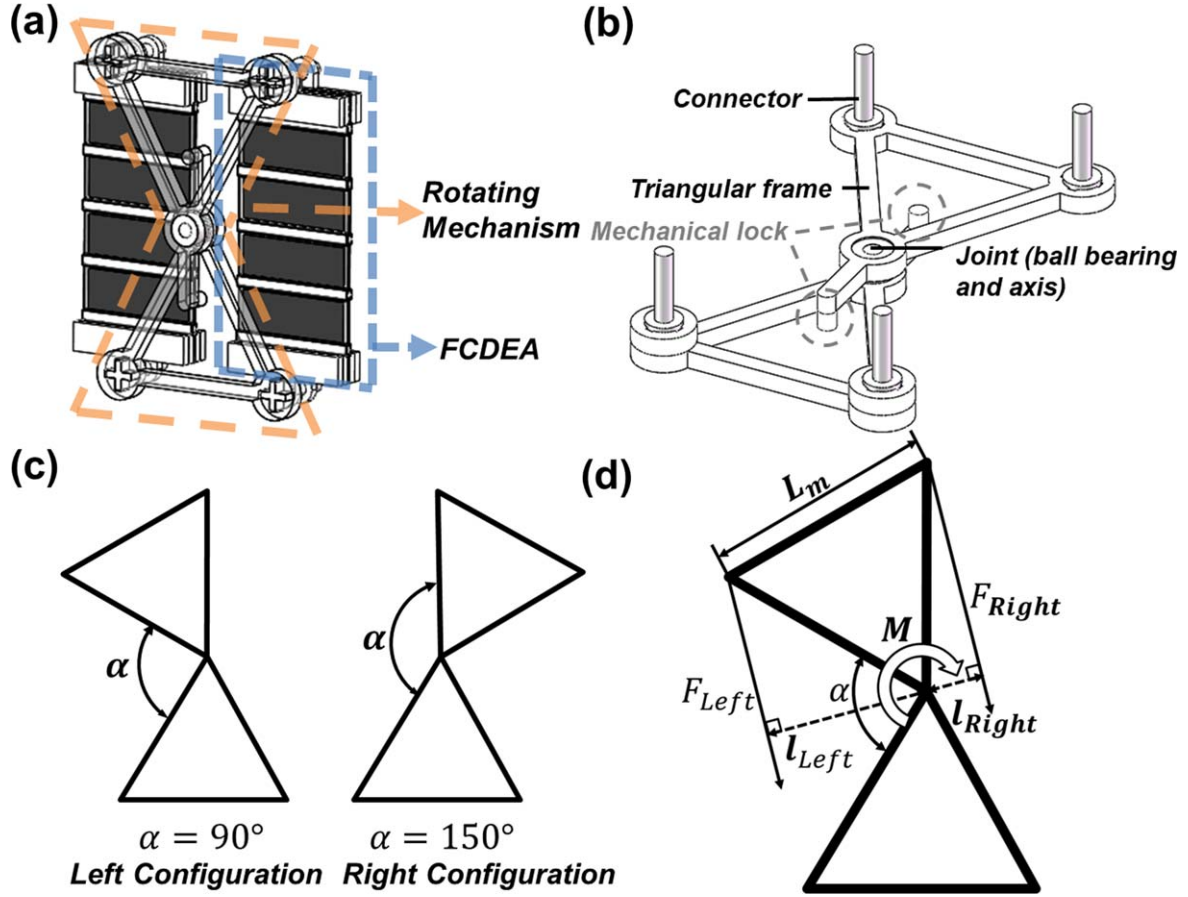 (a)
Rotating
Mechanism
FCDEA
(b)
Connector
Triangular frame
Mechanical lock
Joint (ball bearing
and axis)
(c)
α
α = 90°
Left Configuration
α
α = 150°
Right Configuration
(d)
L_m
F_Right
M
F_Left
α
l_Right
l_Left